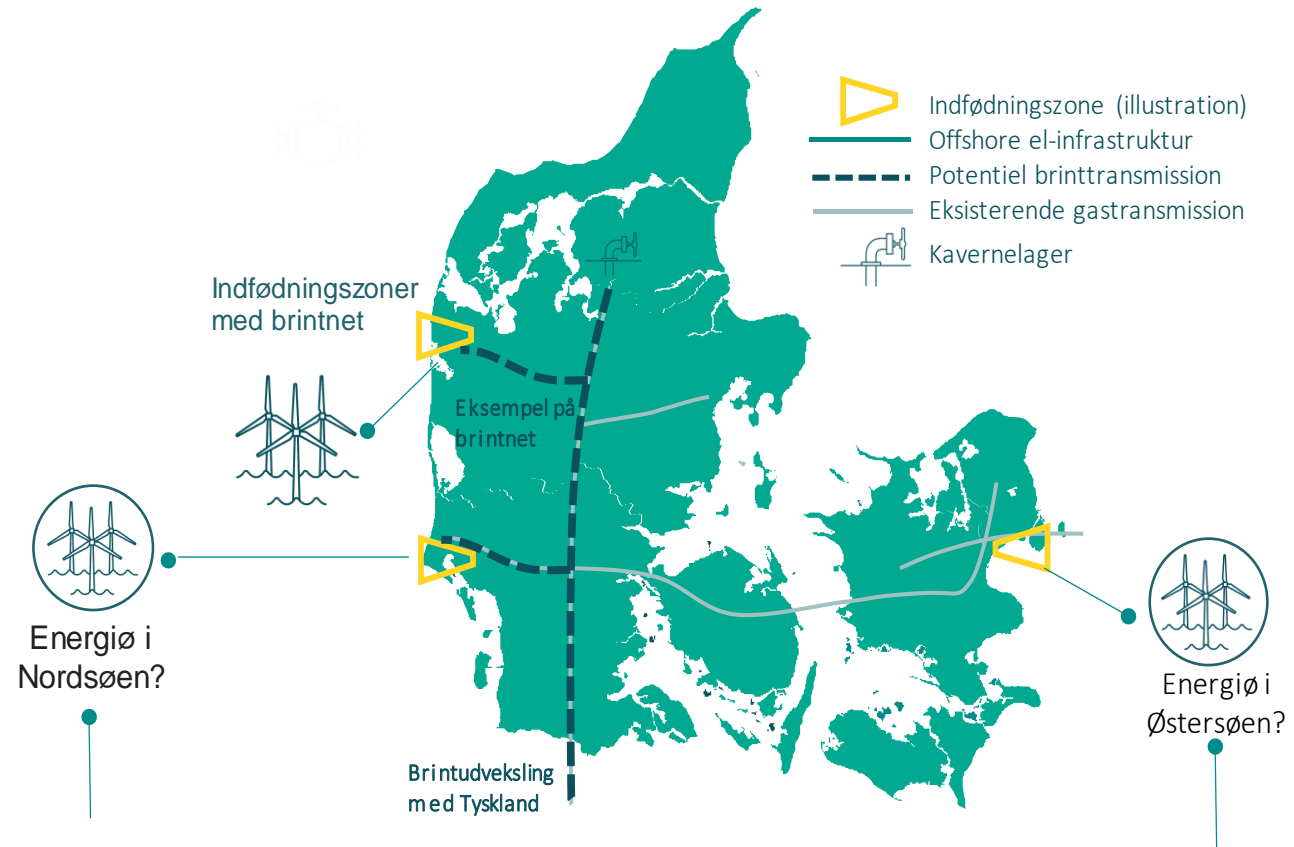 Indfødningszone (illustration)
Offshore el-infrastruktur
Potentiel brinttransmission
Eksisterende gastransmission
Kavernelager
Indfødningszoner
med brintnet
Eksempel på
brintnet
Energiø i
Nordsøen?
Energiø i
Østersøen?
Brintudveksling
med Tyskland